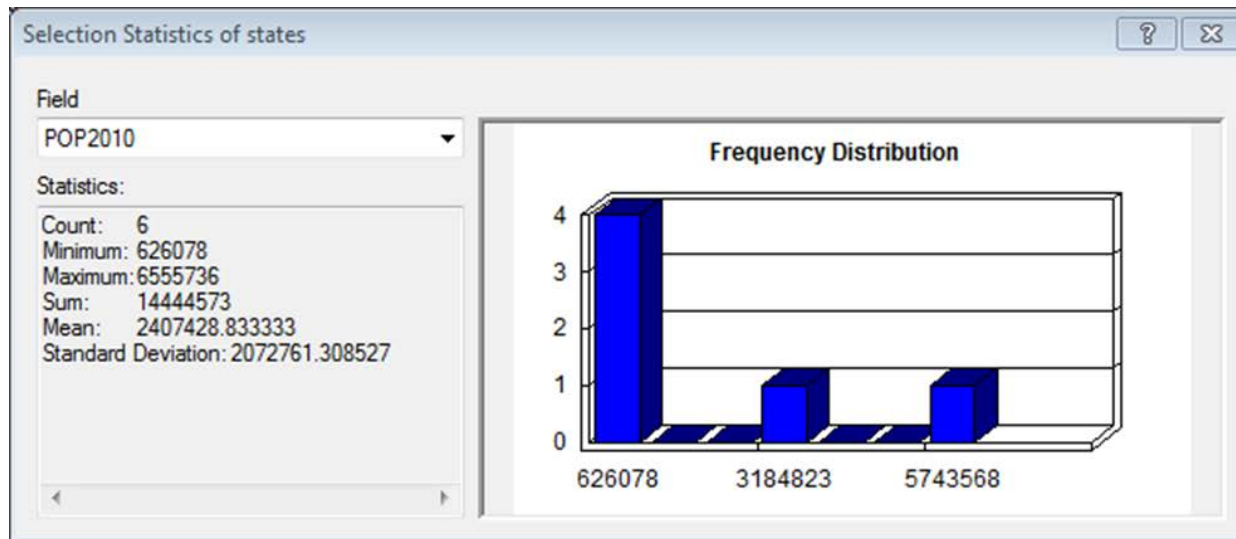 Selection Statistics of states
Field
POP2010
Statistics:
Count: 6
Minimum: 626078
Maximum: 6555736
Sum: 14444573
Mean: 2407428.833333
Standard Deviation: 2072761.308527
Frequency Distribution
4
3
2
1
0
626078 3184823 5743568